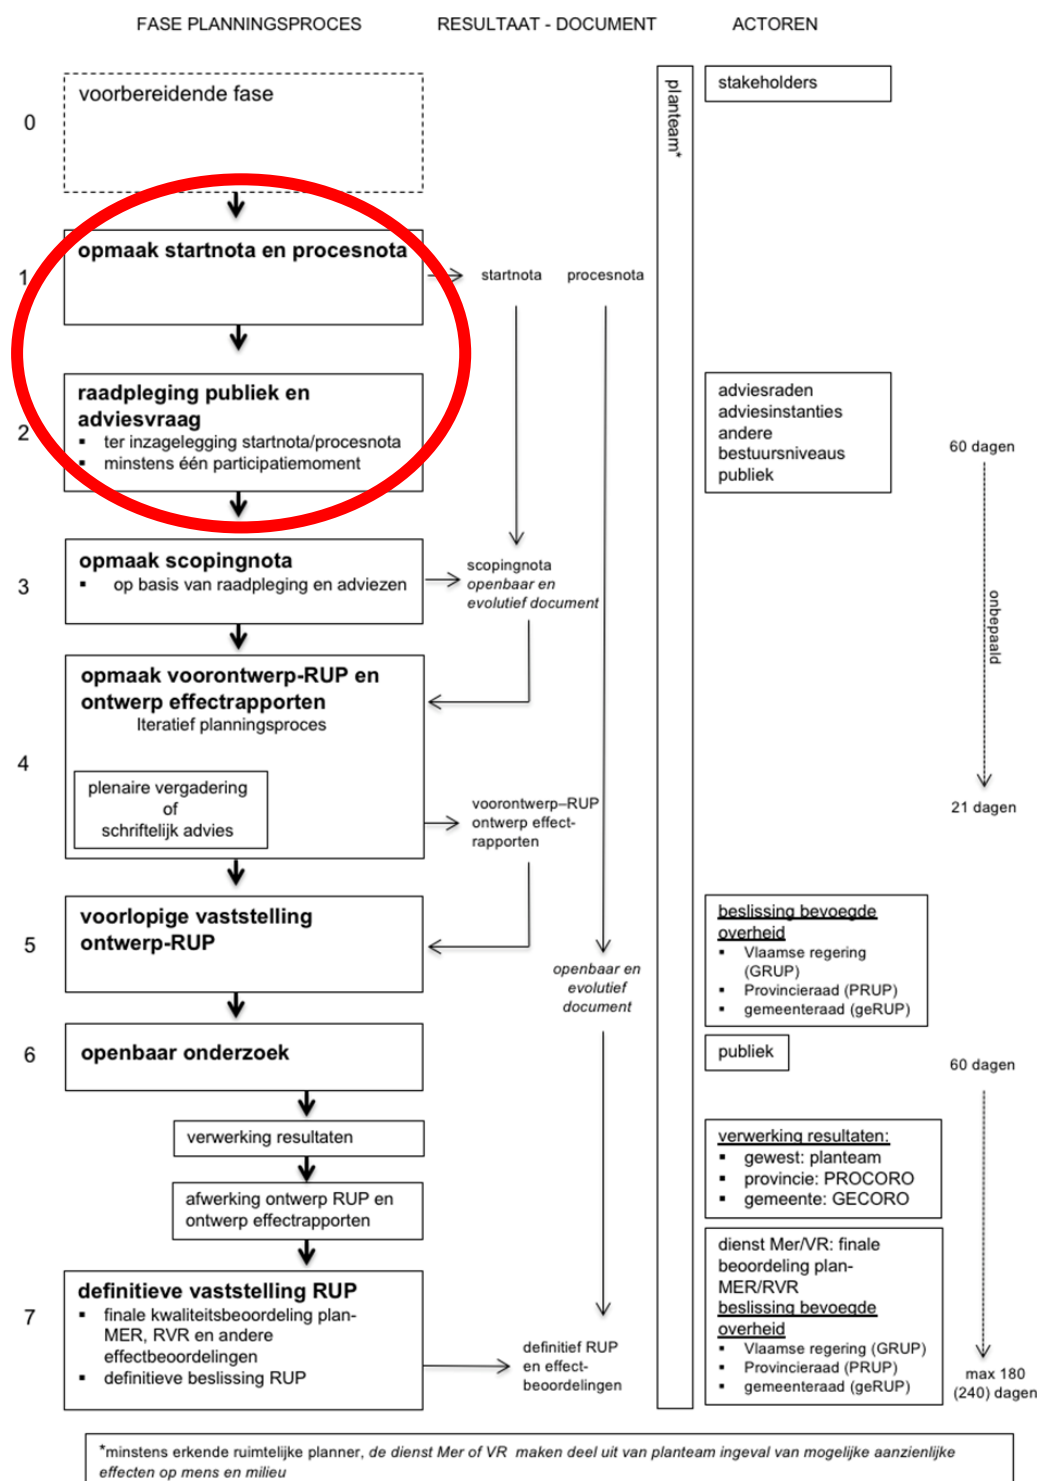 FASE PLANNINGSPROCES
RESULTAAT - DOCUMENT
ACTOREN
0
voorbereidende fase
planteam*
stakeholders
1
opmaak startnota en procesnota
startnota
procesnota
2
raadpleging publiek en
adviesvraag
▪ ter inzagelegging startnota/procesnota
▪ minstens één participatiemoment
adviesraden
adviesinstanties
andere
bestuursniveaus
publiek
60 dagen
3
opmaak scopingnota
▪ op basis van raadpleging en adviezen
scopingnota
openbaar en
evolutief document
onbepaald
4
opmaak voorontwerp-RUP en
ontwerp effectrapporten
Iteratief planningsproces
plenaire vergadering
of
schriftelijk advies
voorontwerp–RUP
ontwerp effect-
rapporten
21 dagen
5
voorlopige vaststelling
ontwerp-RUP
openbaar en
evolutief
document
beslissing bevoegde
overheid
▪ Vlaamse regering
(GRUP)
▪ Provincieraad (PRUP)
▪ gemeenteraad (geRUP)
6
openbaar onderzoek
publiek
60 dagen
verwerking resultaten
verwerking resultaten:
▪ gewest: planteam
▪ provincie: PROCORO
▪ gemeente: GECORO
afwerking ontwerp RUP en
ontwerp effectrapporten
7
definitieve vaststelling RUP
▪ finale kwaliteitsbeoordeling plan-
MER, RVR en andere
effectbeoordelingen
▪ definitieve beslissing RUP
definitief RUP
en effect-
beoordelingen
dienst Mer/VR: finale
beoordeling plan-
MER/RVR
beslissing bevoegde
overheid
▪ Vlaamse regering (GRUP)
▪ Provincieraad (PRUP)
▪ gemeenteraad (geRUP)
max 180
(240) dagen
*minstens erkende ruimtelijke planner, de dienst Mer of VR maken deel uit van planteam ingeval van mogelijke aanzienlijke
effecten op mens en milieu